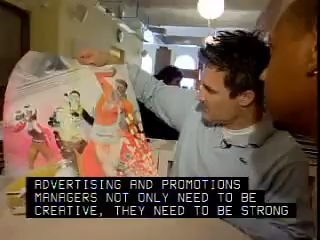 ADVERTISING AND PROMOTIONS
MANAGERS NOT ONLY NEED TO BE
CREATIVE, THEY NEED TO BE STRONG